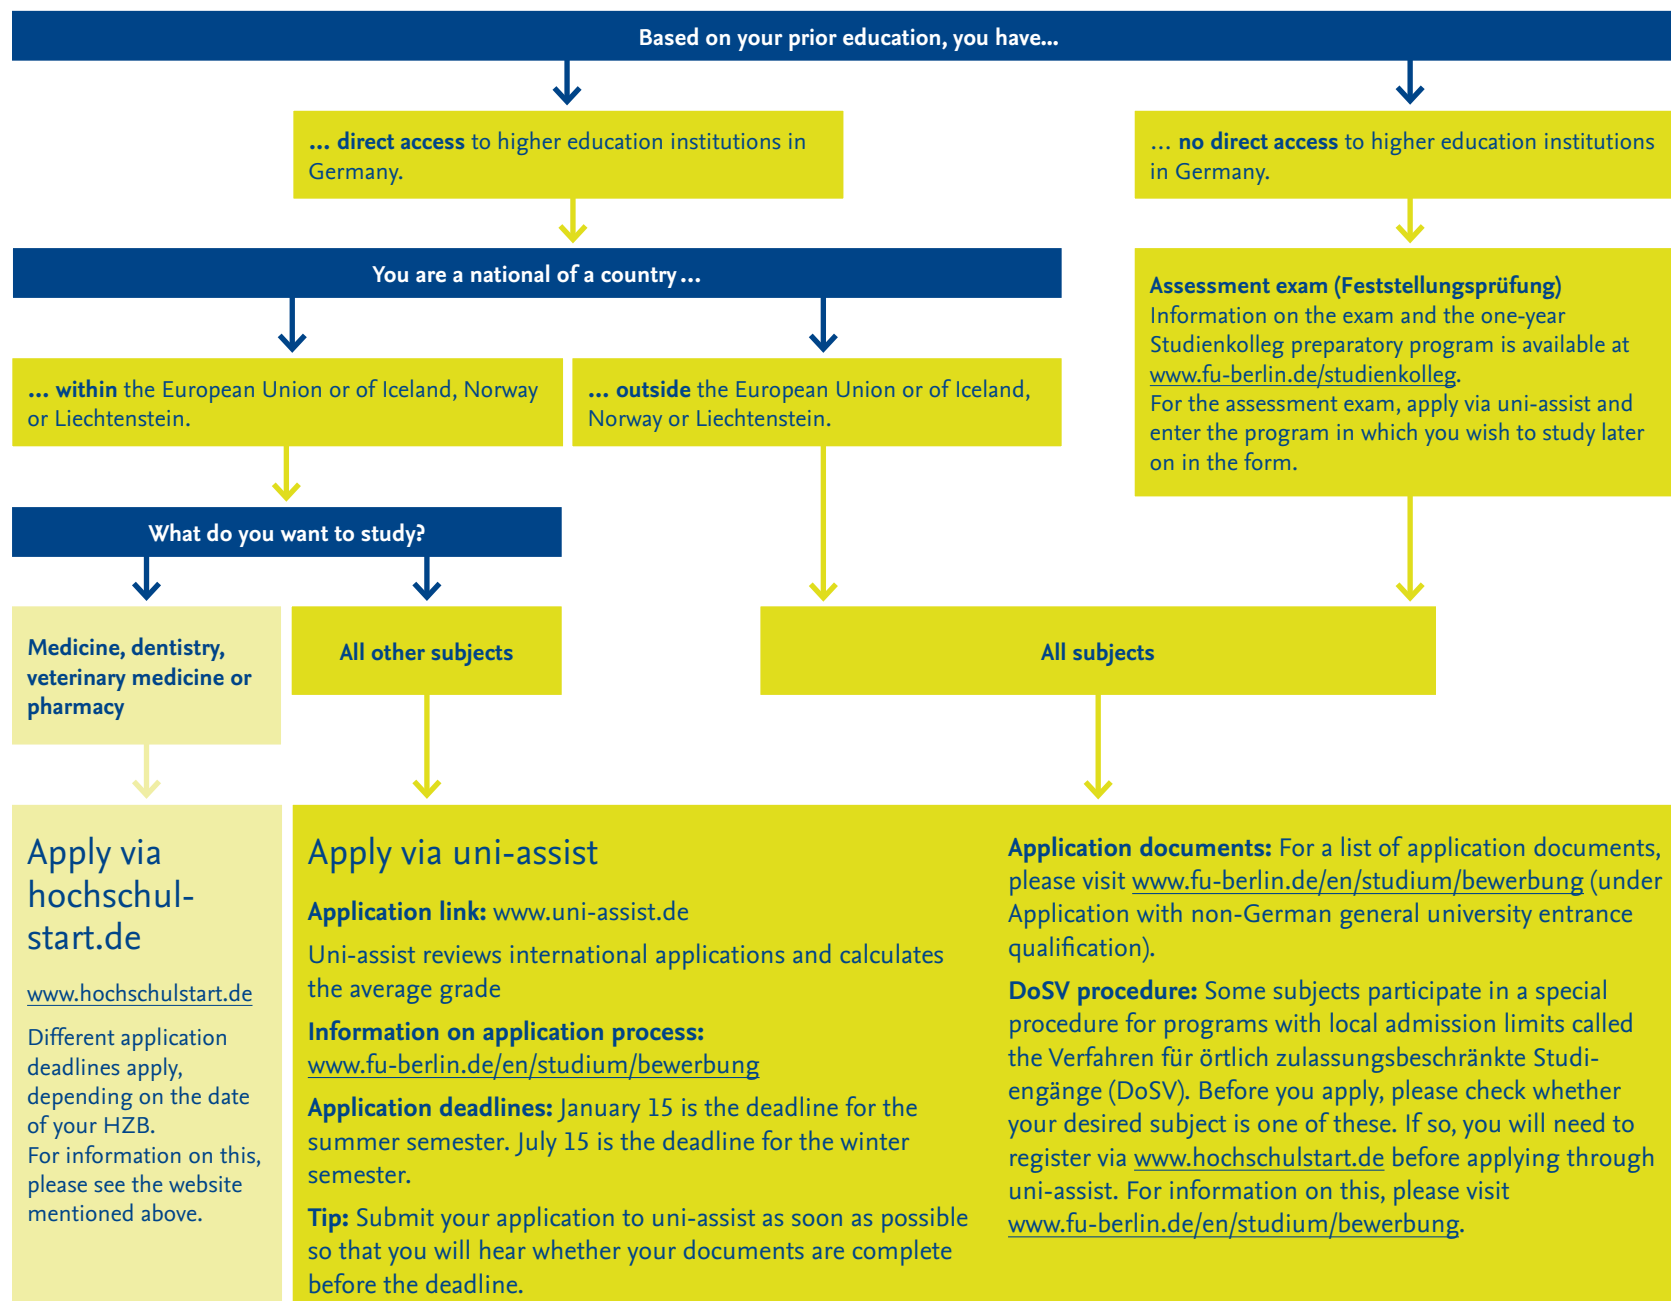 Based on your prior education, you have...
... direct access to higher education institutions in
Germany.
... no direct access to higher education institutions
in Germany.
You are a national of a country ...
Assessment exam (Feststellungsprüfung)
Information on the exam and the one-year
Studienkolleg preparatory program is available at
www.fu-berlin.de/studienkolleg.
For the assessment exam, apply via uni-assist and
enter the program in which you wish to study later
on in the form.
... within the European Union or of Iceland, Norway
or Liechtenstein.
... outside the European Union or of Iceland,
Norway or Liechtenstein.
What do you want to study?
Medicine, dentistry,
veterinary medicine or
pharmacy
All other subjects
All subjects
Apply via
hochschul-
start.de
www.hochschulstart.de
Different application
deadlines apply,
depending on the date
of your HZB.
For information on this,
please see the website
mentioned above.
Apply via uni-assist
Application link: www.uni-assist.de
Uni-assist reviews international applications and calculates
the average grade
Information on application process:
www.fu-berlin.de/en/studium/bewerbung
Application deadlines: January 15 is the deadline for the
summer semester. July 15 is the deadline for the winter
semester.
Tip: Submit your application to uni-assist as soon as possible
so that you will hear whether your documents are complete
before the deadline.
Application documents: For a list of application documents,
please visit www.fu-berlin.de/en/studium/bewerbung (under
Application with non-German general university entrance
qualification).
DoSV procedure: Some subjects participate in a special
procedure for programs with local admission limits called
the Verfahren für örtlich zulassungsbeschränkte Studi-
engänge (DoSV). Before you apply, please check whether
your desired subject is one of these. If so, you will need to
register via www.hochschulstart.de before applying through
uni-assist. For information on this, please visit
www.fu-berlin.de/en/studium/bewerbung.